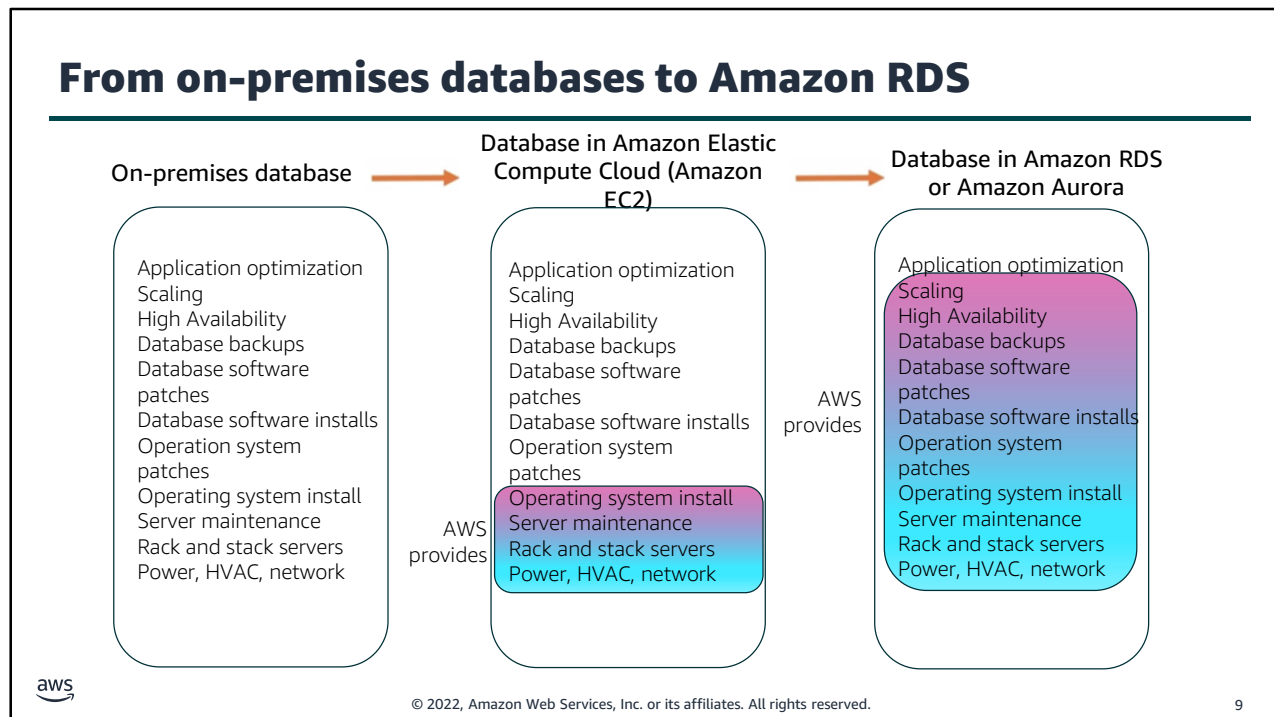 From on-premises databases to Amazon RDS
On-premises database
Database in Amazon Elastic
Compute Cloud (Amazon
EC2)
Database in Amazon RDS
or Amazon Aurora
Application optimization
Scaling
High Availability
Database backups
Database software
patches
Database software installs
Operation system
patches
Operating system install
Server maintenance
Rack and stack servers
Power, HVAC, network
AWS
provides
Application optimization
Scaling
High Availability
Database backups
Database software
patches
Database software installs
Operation system
patches
Operating system install
Server maintenance
Rack and stack servers
Power, HVAC, network
AWS
provides
Application optimization
Scaling
High Availability
Database backups
Database software
patches
Database software installs
Operation system
patches
Operating system install
Server maintenance
Rack and stack servers
Power, HVAC, network
aws
© 2022, Amazon Web Services, Inc. or its affiliates. All rights reserved.
9